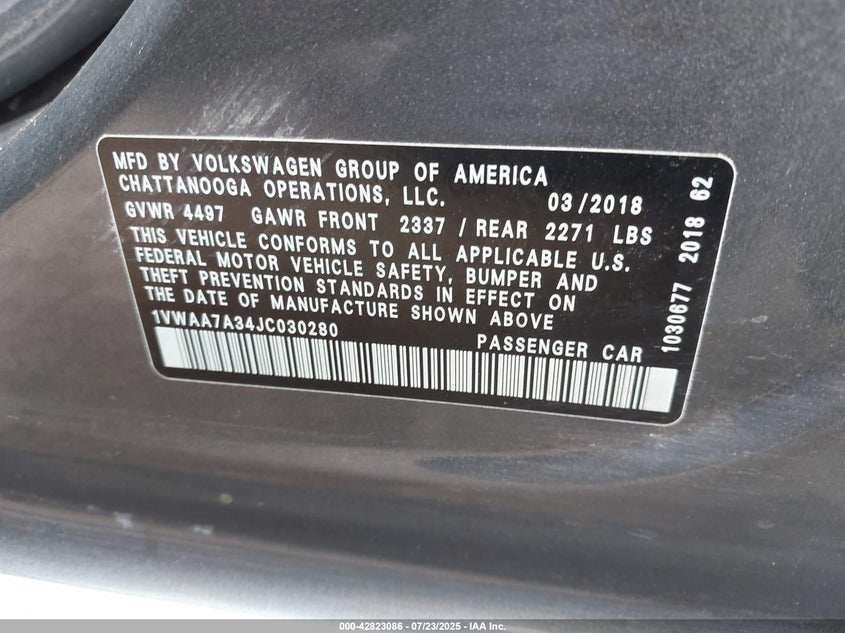 MFD BY VOLKSWAGEN GROUP OF AMERICA
CHATTANOOGA OPERATIONS, LLC. 03/2018
GVWR 4497 GAWR FRONT 2337 / REAR 2271 LBS
THIS VEHICLE CONFORMS TO ALL APPLICABLE U.S.
FEDERAL MOTOR VEHICLE SAFETY, BUMPER AND
THEFT PREVENTION STANDARDS IN EFFECT ON
THE DATE OF MANUFACTURE SHOWN ABOVE
1VWAA7A34JC030280
PASSENGER CAR
1030677 2018 62
000-42823086 - 07/23/2025 - IAA Inc.